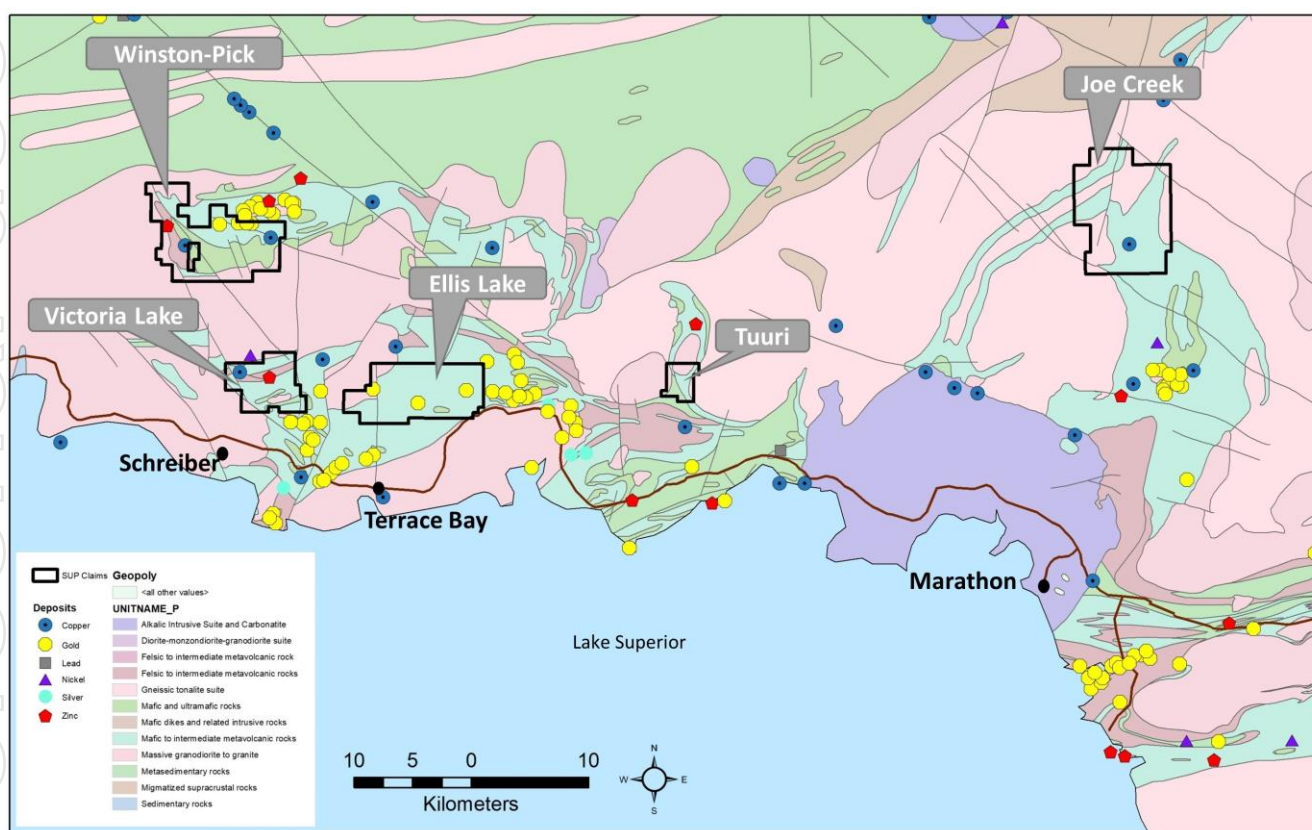 Winston-Pick
Joe Creek
Ellis Lake
Victoria Lake
Tuuri
Schreiber
Terrace Bay
Marathon
Lake Superior
SUP Claims
Deposits
Copper
Gold
Lead
Nickel
Silver
Zinc
Geopoly
<all other values>
UNITNAME_P
Alkalic Intrusive Suite and Carbonatite
Diorite-monzondiorite-granodiorite suite
Felsic to intermediate metavolcanic rock
Felsic to intermediate metavolcanic rocks
Gneissic tonalite suite
Mafic and ultramafic rocks
Mafic dikes and related intrusive rocks
Mafic to intermediate metavolcanic rocks
Massive granodiorite to granite
Metasedimentary rocks
Migmatized supracrustal rocks
Sedimentary rocks
10 5 0 10
Kilometers
N
W E
S